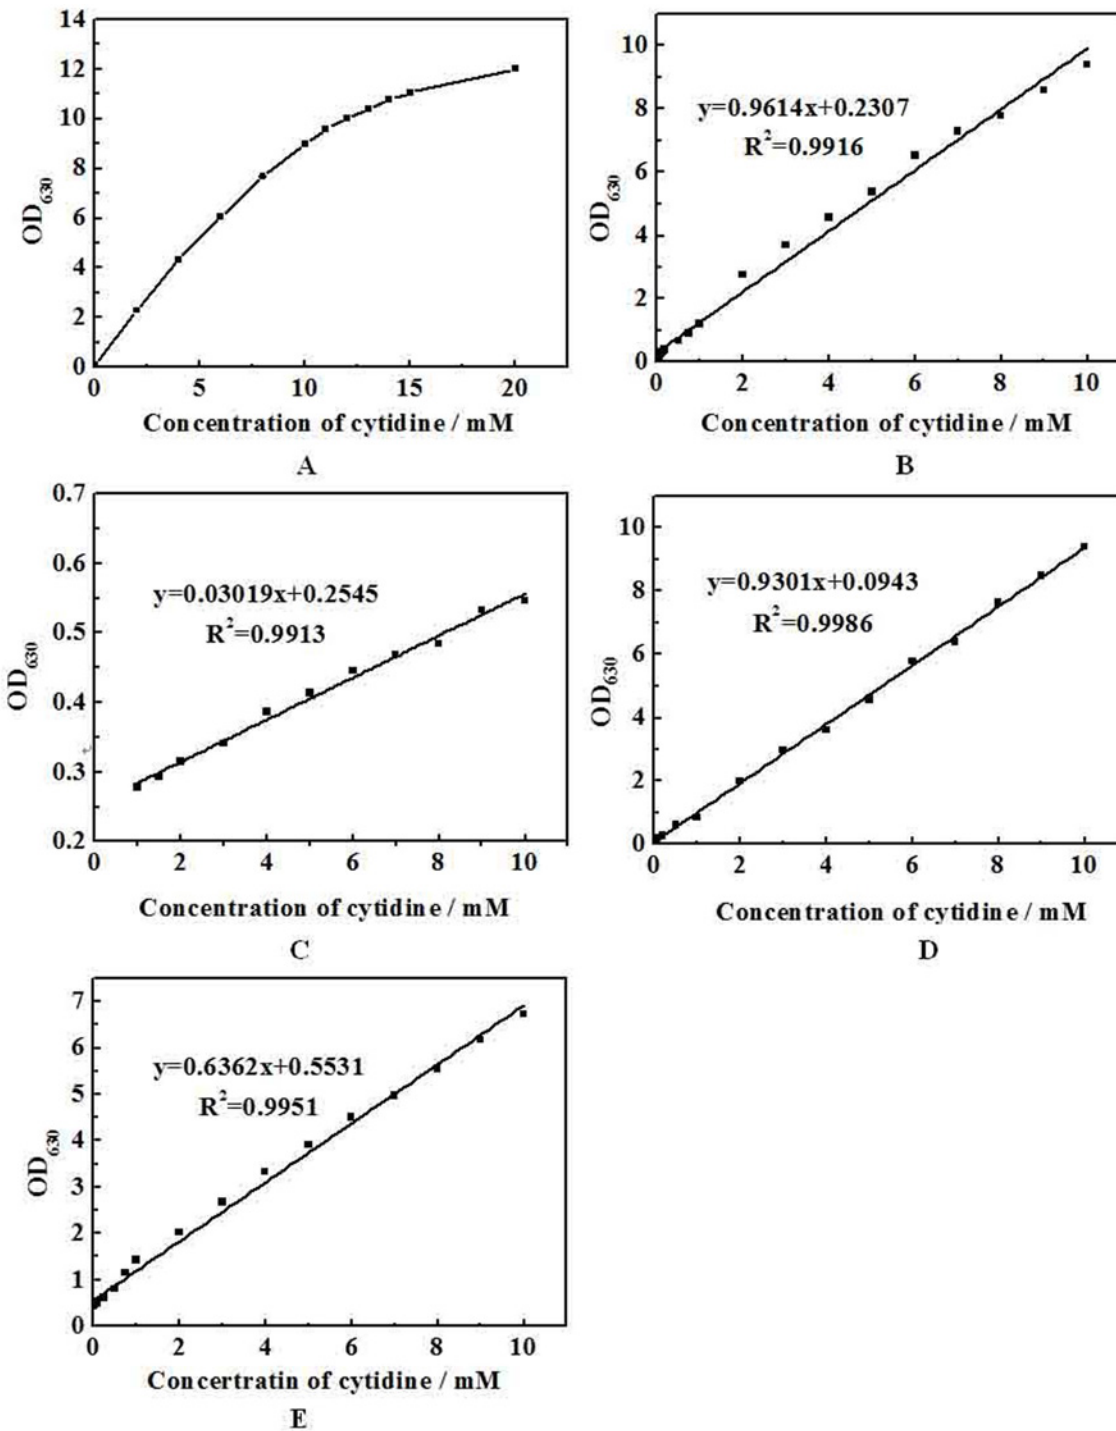 14
12
10
8
6
4
2
0
OD630
0 5 10 15 20
Concentration of cytidine / mM
A
10
8
6
4
2
0
OD630
y=0.9614x+0.2307
R2=0.9916
0 2 4 6 8 10
Concentration of cytidine / mM
B
0.7
0.6
0.5
0.4
0.3
0.2
OD630
y=0.03019x+0.2545
R2=0.9913
0 2 4 6 8 10
Concentration of cytidine / mM
C
10
8
6
4
2
0
OD630
y=0.9301x+0.0943
R2=0.9986
0 2 4 6 8 10
Concentration of cytidine / mM
D
7
6
5
4
3
2
1
0
OD630
y=0.6362x+0.5531
R2=0.9951
0 2 4 6 8 10
Concertratin of cytidine / mM
E